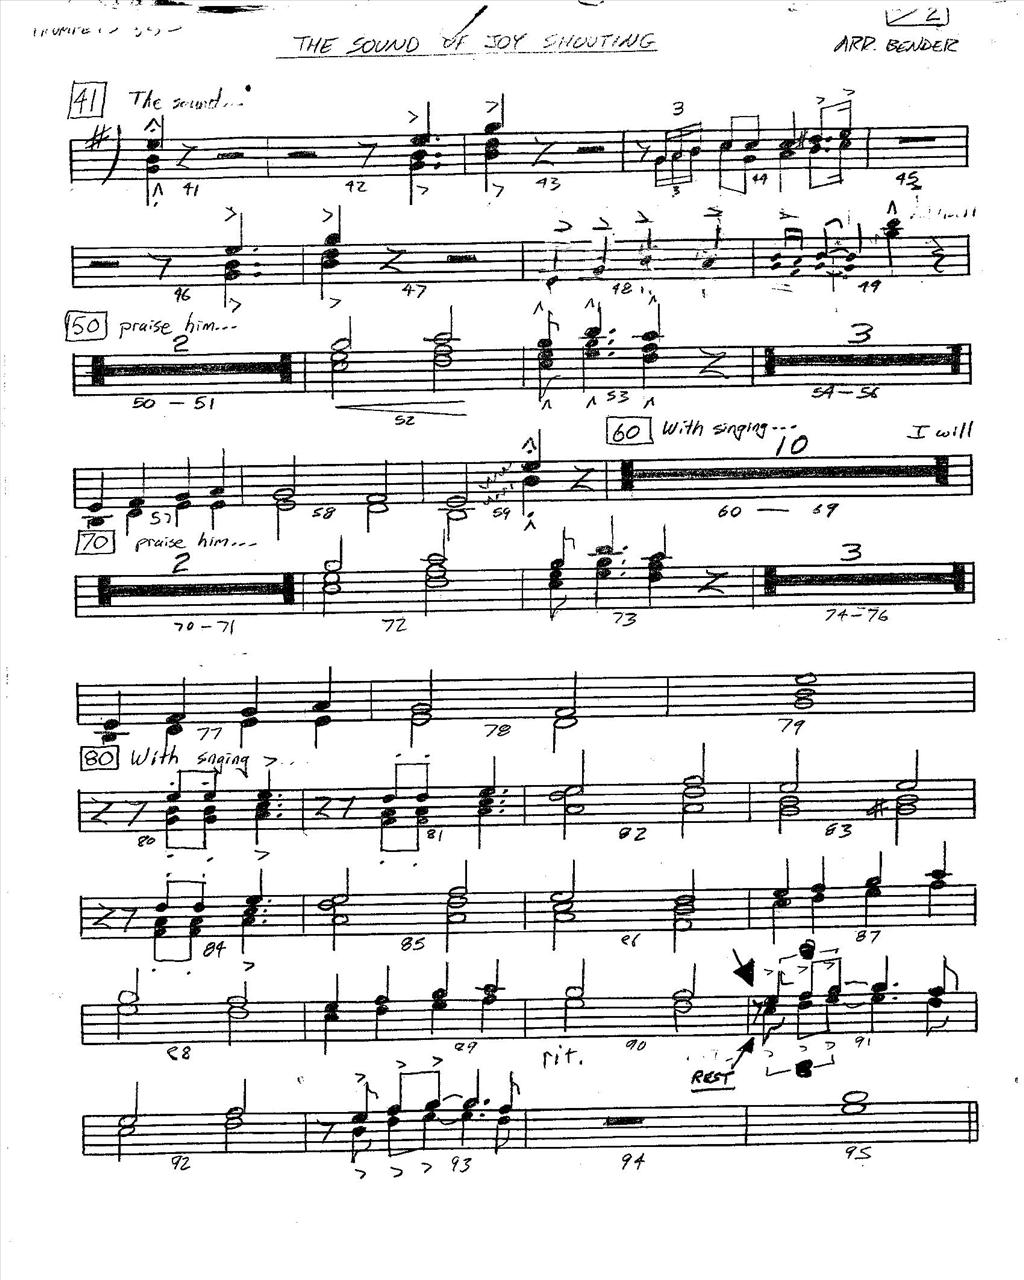 2
THE SOUND OF JOY SHOUTING
ARR. BENDER
41 The sound...
3
3
41 42 43 44 45
46 47 48 49
50 praise him...
2 3
50 - 51 52 53 54 - 56
60 With singing... I will
10
57 58 59 60 — 69
70 praise him...
2 3
70 - 71 72 73 74 - 76
77 78 79
80 With snging ...
80 81 82 83
84 85 86 87
88 89 rit. 90 REST 91
92 93 94 95